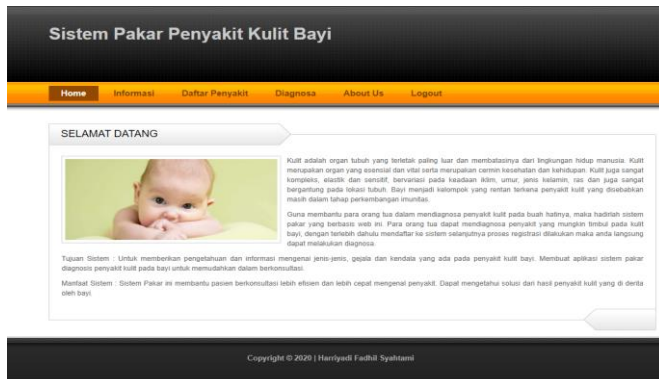 Sistem Pakar Penyakit Kulit Bayi
Home Informasi Daftar Penyakit Diagnosa About Us Logout
SELAMAT DATANG
Kulit adalah organ tubuh yang terletak paling luar dan membatasinya dari lingkungan hidup manusia. Kulit
merupakan organ yang esensial dan vital serta merupakan cermin kesehatan dan kehidupan. Kulit juga sangat
kompleks, elastik dan sensitif, bervariasi pada keadaan iklim, umur, jenis kelamin, ras dan juga sangat
bergantung pada lokasi tubuh. Bayi menjadi kelompok yang rentan terkena penyakit kulit yang disebabkan
masih dalam tahap perkembangan imunitas.
Guna membantu para orang tua dalam mendiagnosa penyakit kulit pada buah hatinya, maka hadirlah sistem
pakar yang berbasis web ini. Para orang tua dapat mendiagnosa penyakit yang mungkin timbul pada kulit
bayi, dengan terlebih dahulu mendaftar ke sistem selanjutnya proses registrasi dilakukan maka anda langsung
dapat melakukan diagnosa.
Tujuan Sistem : Untuk memberikan pengetahuan dan informasi mengenai jenis-jenis, gejala dan kendala yang ada pada penyakit kulit bayi. Membuat aplikasi sistem pakar
diagnosis penyakit kulit pada bayi untuk memudahkan dalam berkonsultasi.
Manfaat Sistem : Sistem Pakar ini membantu pasien berkonsultasi lebih efisien dan lebih cepat mengenal penyakit. Dapat mengetahui solusi dari hasil penyakit kulit yang di derita
oleh bayi
Copyright © 2020 | Harriyadi Fadhil Syahtami